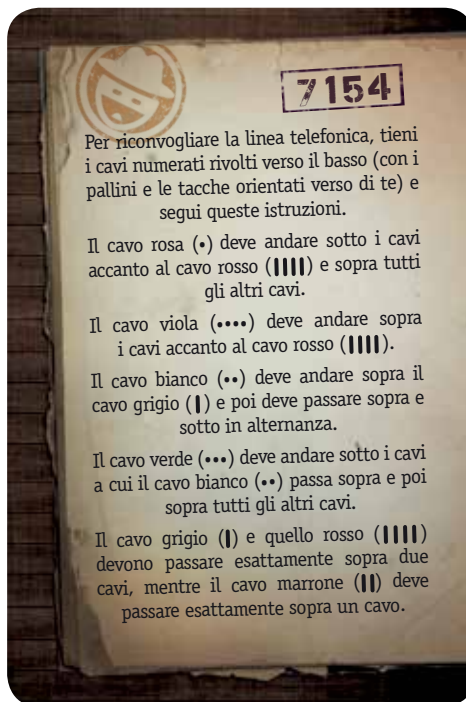 7154
Per riconvogliare la linea telefonica, tieni
i cavi numerati rivolti verso il basso (con i
pallini e le tacche orientati verso di te) e
segui queste istruzioni.
Il cavo rosa (•) deve andare sotto i cavi
accanto al cavo rosso (||||) e sopra tutti
gli altri cavi.
Il cavo viola (••••) deve andare sopra
i cavi accanto al cavo rosso (||||).
Il cavo bianco (••) deve andare sopra il
cavo grigio (|) e poi deve passare sopra e
sotto in alternanza.
Il cavo verde (•••) deve andare sotto i cavi
a cui il cavo bianco (••) passa sopra e poi
sopra tutti gli altri cavi.
Il cavo grigio (|) e quello rosso (||||)
devono passare esattamente sopra due
cavi, mentre il cavo marrone (||) deve
passare esattamente sopra un cavo.